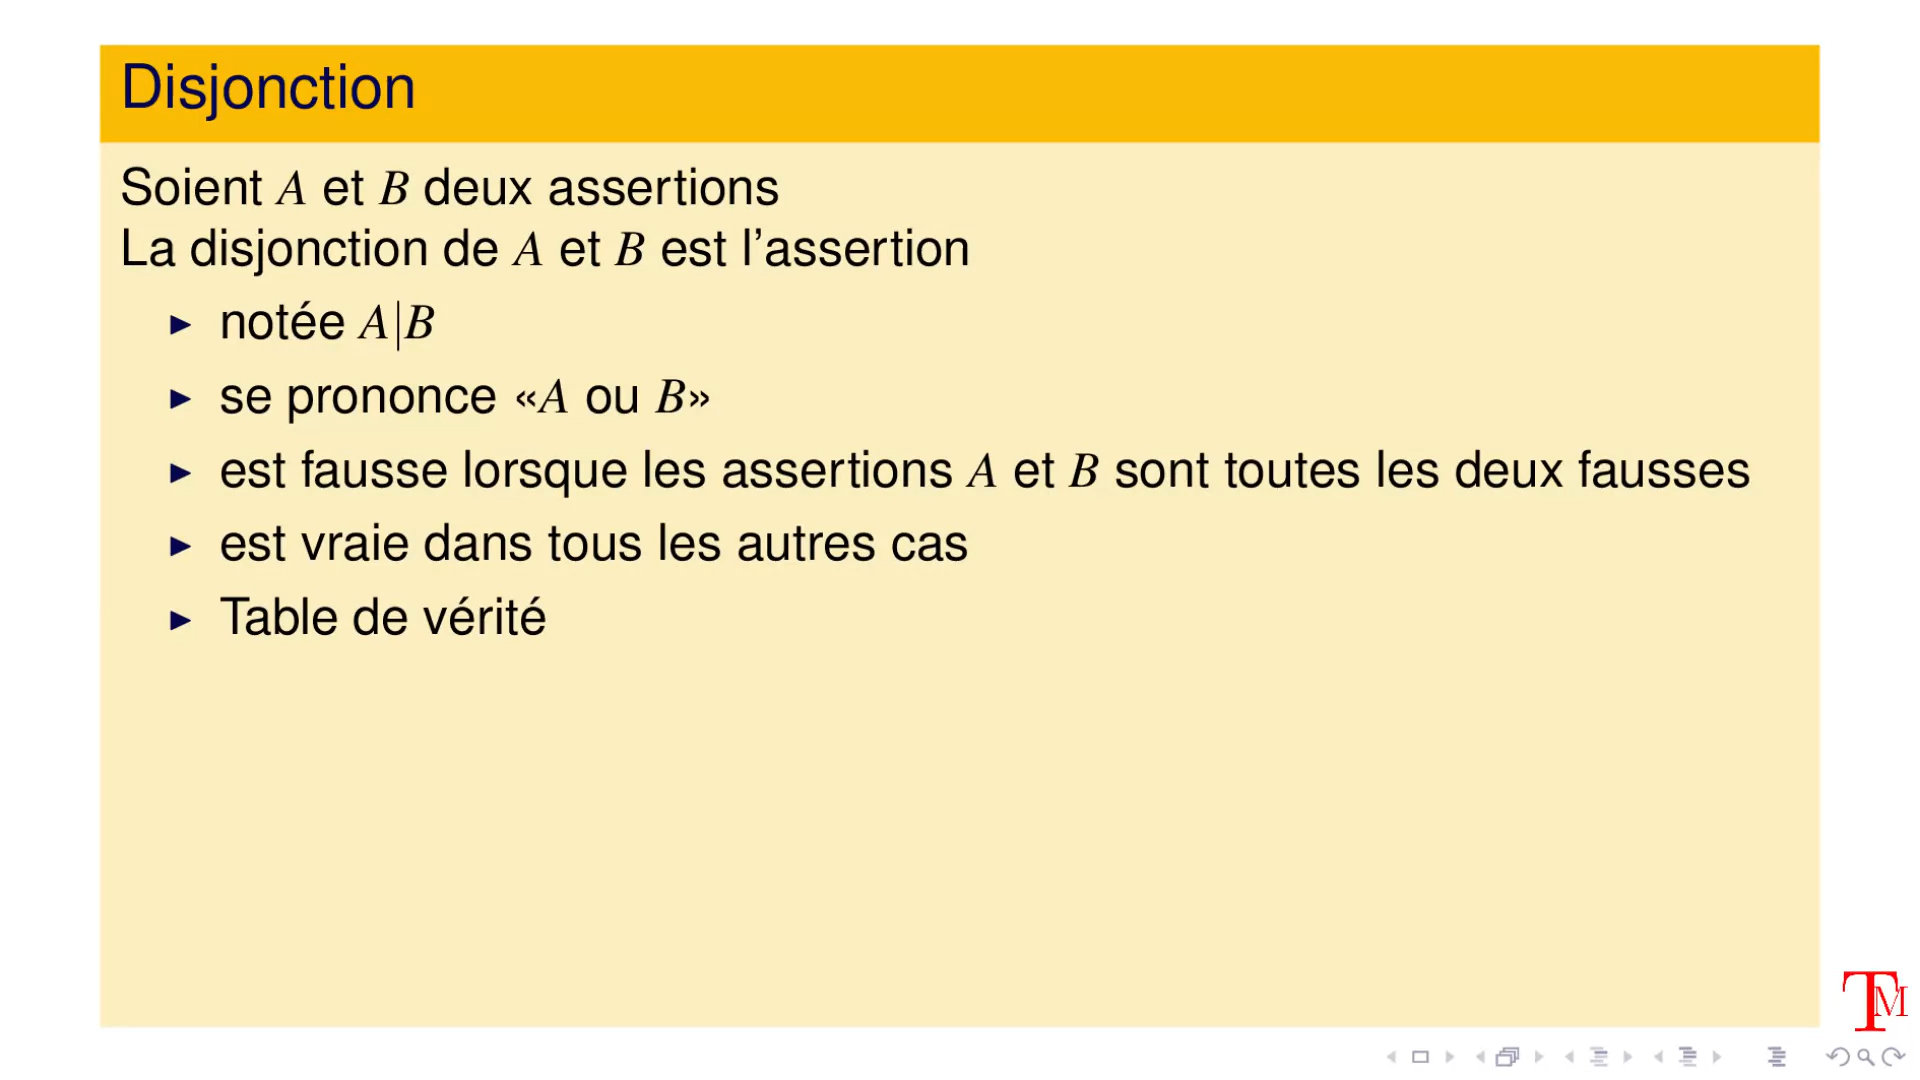 Disjonction
Soient A et B deux assertions
La disjonction de A et B est l'assertion
notée A|B
se prononce «A ou B»
est fausse lorsque les assertions A et B sont toutes les deux fausses
est vraie dans tous les autres cas
Table de vérité
TM